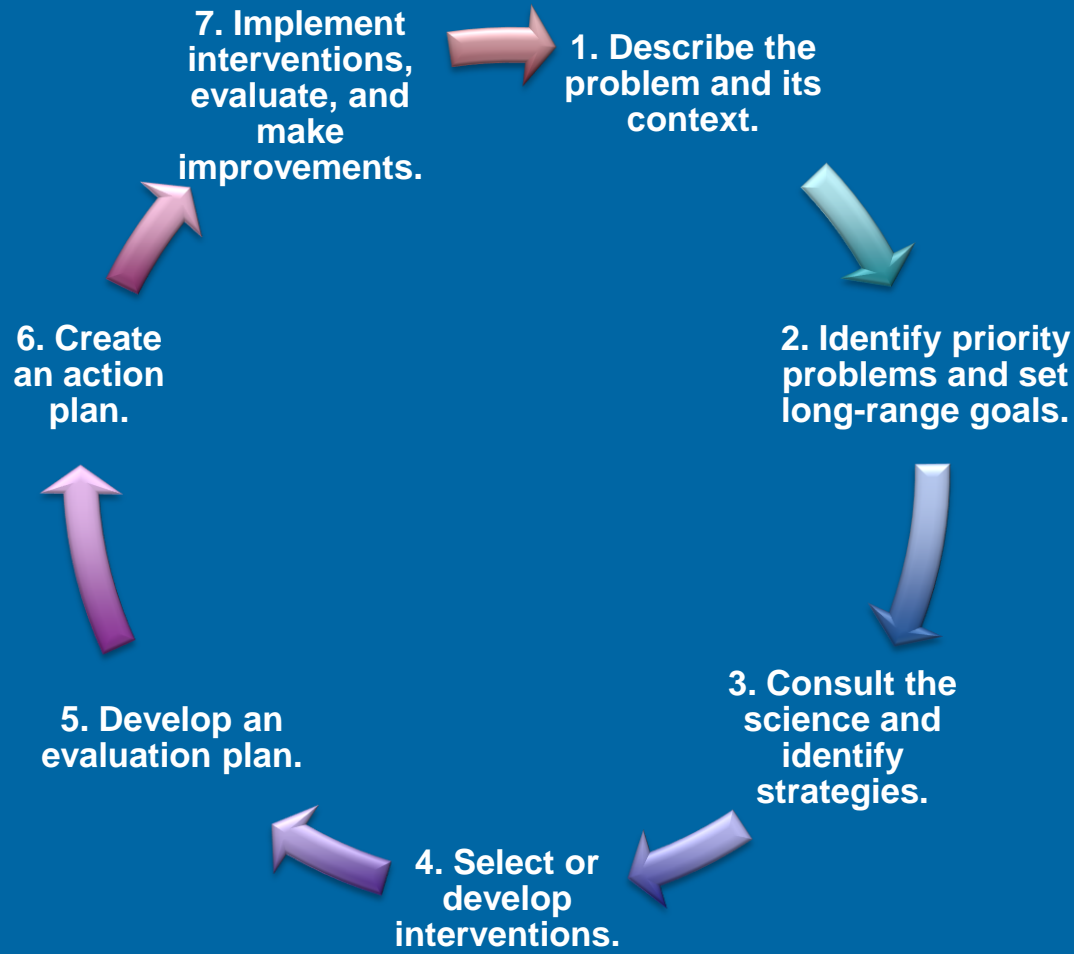 7. Implement
interventions,
evaluate, and
make
improvements.
1. Describe the
problem and its
context.
2. Identify priority
problems and set
long-range goals.
3. Consult the
science and
identify
strategies.
4. Select or
develop
interventions.
5. Develop an
evaluation plan.
6. Create
an action
plan.